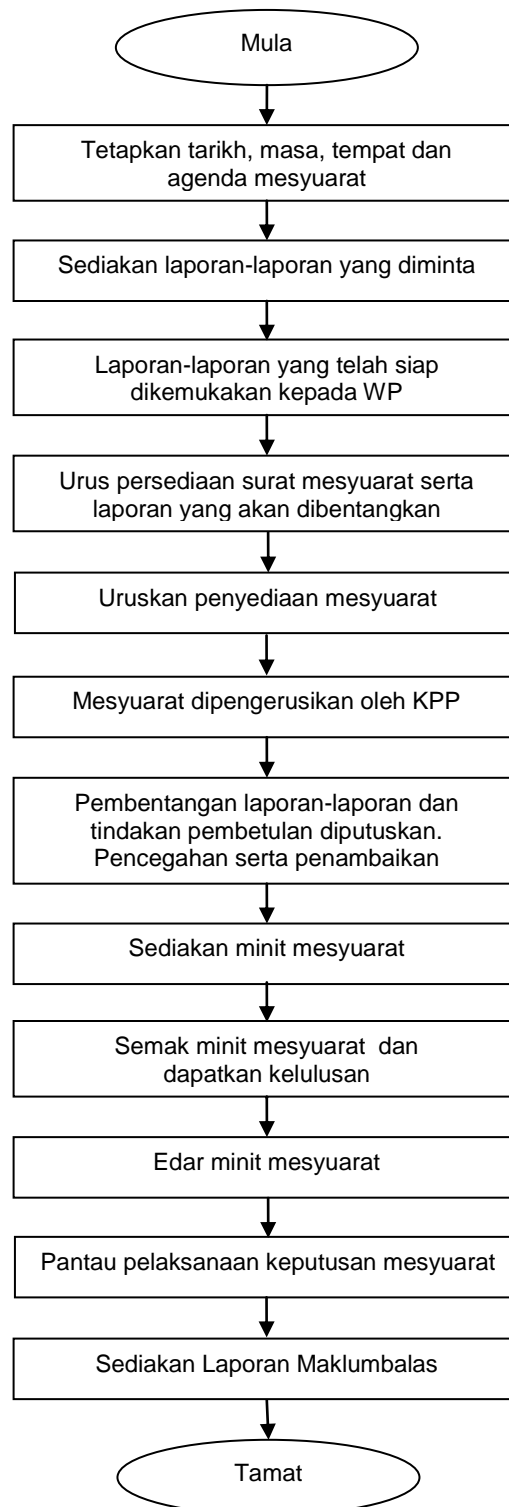 Mula
Tetapkan tarikh, masa, tempat dan
agenda mesyuarat
Sediakan laporan-laporan yang diminta
Laporan-laporan yang telah siap
dikemukakan kepada WP
Urus persediaan surat mesyuarat serta
laporan yang akan dibentangkan
Uruskan penyediaan mesyuarat
Mesyuarat dipengerusikan oleh KPP
Pembentangan laporan-laporan dan
tindakan pembetulan diputuskan.
Pencegahan serta penambaikan
Sediakan minit mesyuarat
Semak minit mesyuarat dan
dapatkan kelulusan
Edar minit mesyuarat
Pantau pelaksanaan keputusan mesyuarat
Sediakan Laporan Maklumbalas
Tamat